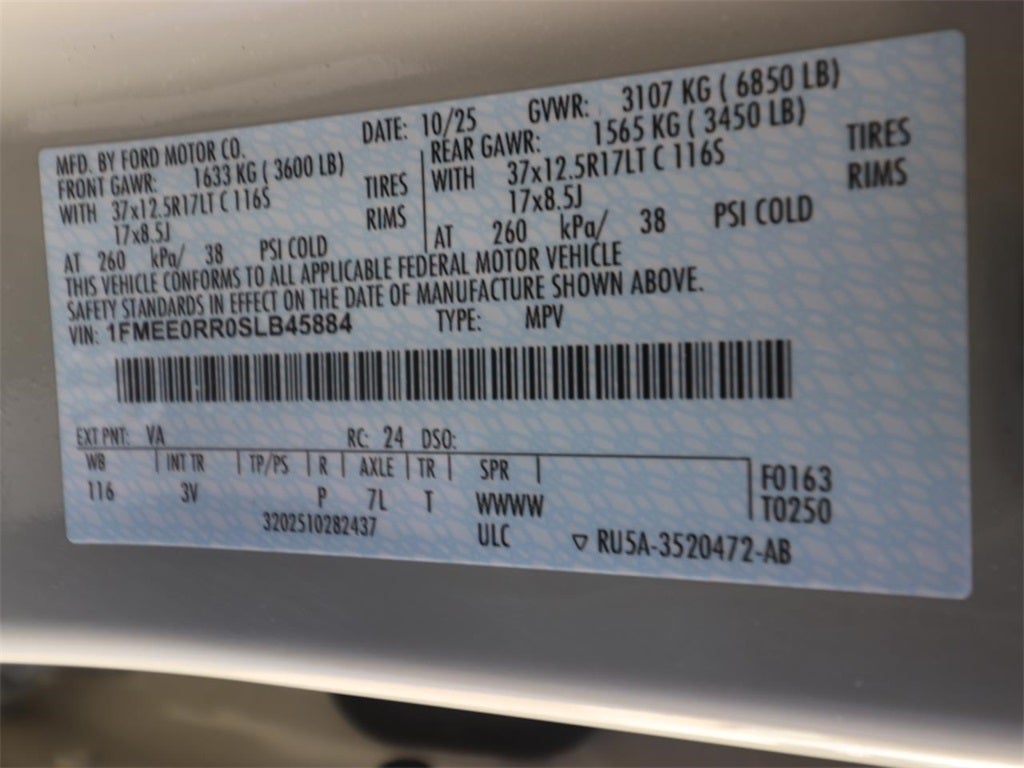 MFD. BY FORD MOTOR CO. DATE: 10/25 GVWR: 3107 KG ( 6850 LB)
FRONT GAWR: 1633 KG ( 3600 LB) REAR GAWR: 1565 KG ( 3450 LB)
WITH 37x12.5R17LT C 116S TIRES WITH 37x12.5R17LT C 116S TIRES
17x8.5J RIMS 17x8.5J RIMS
AT 260 kPa/ 38 PSI COLD AT 260 kPa/ 38 PSI COLD
THIS VEHICLE CONFORMS TO ALL APPLICABLE FEDERAL MOTOR VEHICLE
SAFETY STANDARDS IN EFFECT ON THE DATE OF MANUFACTURE SHOWN ABOVE.
VIN: 1FMEE0RR0SLB45884 TYPE: MPV
EXT PNT: VA RC: 24 DSO:
WB INT TR TP/PS R AXLE TR SPR F0163
116 3V P 7L T WWWW T0250
3202510282437 ULC ▽ RU5A-3520472-AB